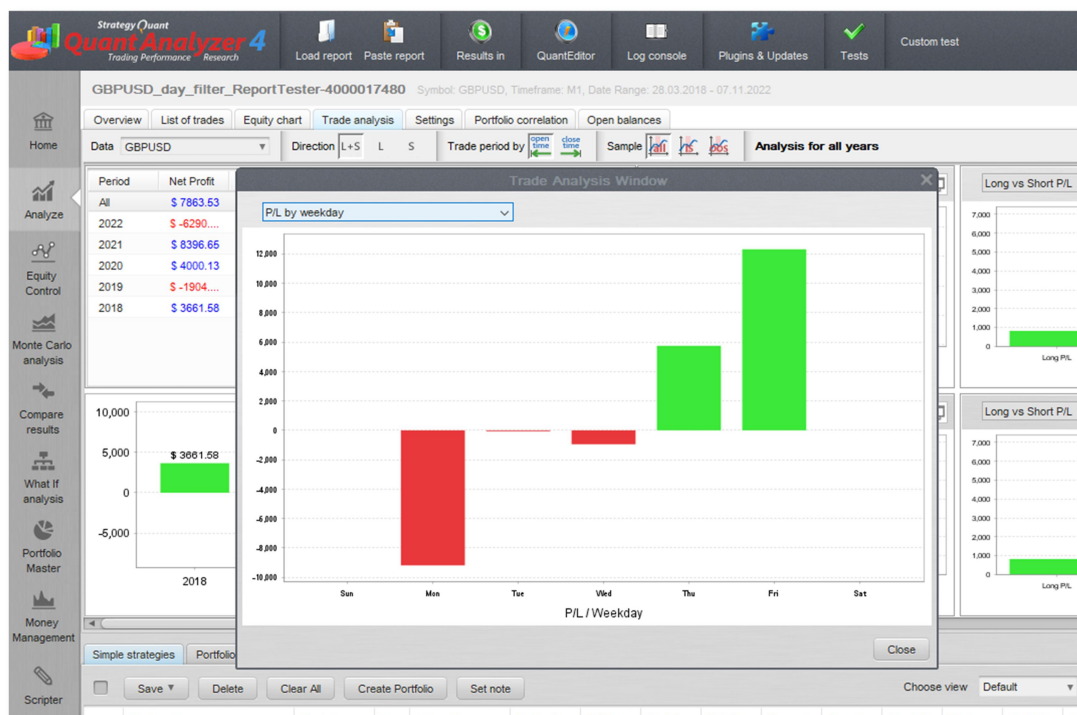 Strategy Quant
Quant Analyzer 4
Trading Performance Research
Load report
Paste report
Results in
QuantEditor
Log console
Plugins & Updates
Tests
Custom test
GBPUSD_day_filter_ReportTester-4000017480 Symbol: GBPUSD, Timeframe: M1, Date Range: 28.03.2018 - 07.11.2022
Overview List of trades Equity chart Trade analysis Settings Portfolio correlation Open balances
Data GBPUSD Direction L+S L S Trade period by open time close time Sample all is oos Analysis for all years
Home
Analyze
Equity Control
Monte Carlo analysis
Compare results
What If analysis
Portfolio Master
Money Management
Scripter
Period Net Profit
All $ 7863.53
2022 $ -6290....
2021 $ 8396.65
2020 $ 4000.13
2019 $ -1904....
2018 $ 3661.58
10,000
5,000
0
-5,000
$ 3661.58
2018
Trade Analysis Window
P/L by weekday
12,000
10,000
8,000
6,000
4,000
2,000
0
-2,000
-4,000
-6,000
-8,000
-10,000
Sun Mon Tue Wed Thu Fri Sat
P/L / Weekday
Close
Long vs Short P/L
7,000
6,000
5,000
4,000
3,000
2,000
1,000
0
Long P/L
Long vs Short P/L
7,000
6,000
5,000
4,000
3,000
2,000
1,000
0
Long P/L
Simple strategies Portfolio
Save Delete Clear All Create Portfolio Set note Choose view Default